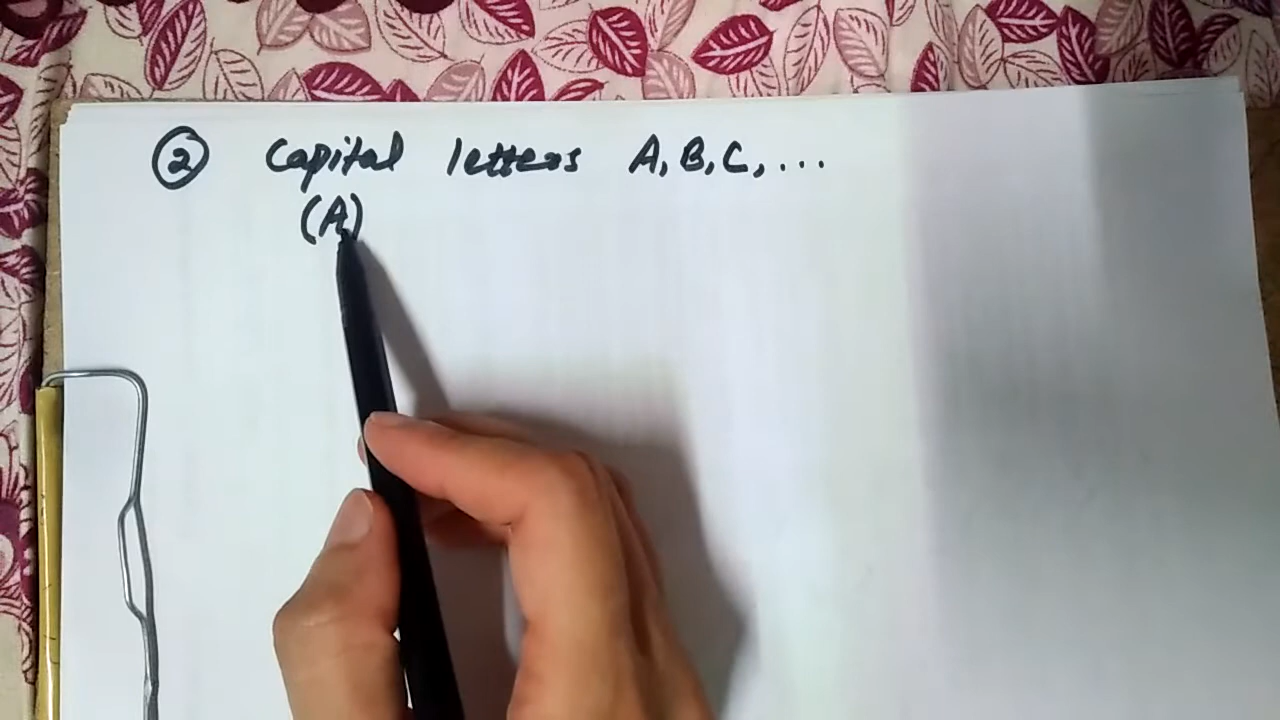 ② Capital letters A, B, C, ...
(A)